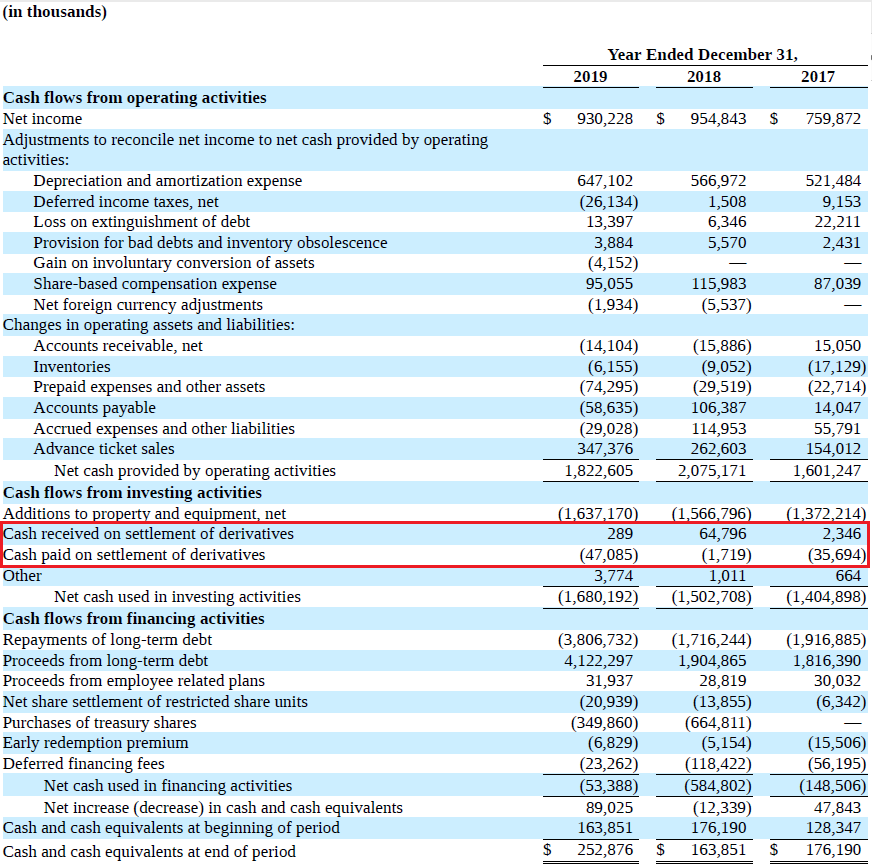 (in thousands)
Year Ended December 31,
2019 2018 2017
Cash flows from operating activities
Net income $ 930,228 $ 954,843 $ 759,872
Adjustments to reconcile net income to net cash provided by operating
activities:
Depreciation and amortization expense 647,102 566,972 521,484
Deferred income taxes, net (26,134) 1,508 9,153
Loss on extinguishment of debt 13,397 6,346 22,211
Provision for bad debts and inventory obsolescence 3,884 5,570 2,431
Gain on involuntary conversion of assets (4,152) — —
Share-based compensation expense 95,055 115,983 87,039
Net foreign currency adjustments (1,934) (5,537) —
Changes in operating assets and liabilities:
Accounts receivable, net (14,104) (15,886) 15,050
Inventories (6,155) (9,052) (17,129)
Prepaid expenses and other assets (74,295) (29,519) (22,714)
Accounts payable (58,635) 106,387 14,047
Accrued expenses and other liabilities (29,028) 114,953 55,791
Advance ticket sales 347,376 262,603 154,012
Net cash provided by operating activities 1,822,605 2,075,171 1,601,247
Cash flows from investing activities
Additions to property and equipment, net (1,637,170) (1,566,796) (1,372,214)
Cash received on settlement of derivatives 289 64,796 2,346
Cash paid on settlement of derivatives (47,085) (1,719) (35,694)
Other 3,774 1,011 664
Net cash used in investing activities (1,680,192) (1,502,708) (1,404,898)
Cash flows from financing activities
Repayments of long-term debt (3,806,732) (1,716,244) (1,916,885)
Proceeds from long-term debt 4,122,297 1,904,865 1,816,390
Proceeds from employee related plans 31,937 28,819 30,032
Net share settlement of restricted share units (20,939) (13,855) (6,342)
Purchases of treasury shares (349,860) (664,811) —
Early redemption premium (6,829) (5,154) (15,506)
Deferred financing fees (23,262) (118,422) (56,195)
Net cash used in financing activities (53,388) (584,802) (148,506)
Net increase (decrease) in cash and cash equivalents 89,025 (12,339) 47,843
Cash and cash equivalents at beginning of period 163,851 176,190 128,347
Cash and cash equivalents at end of period $ 252,876 $ 163,851 $ 176,190